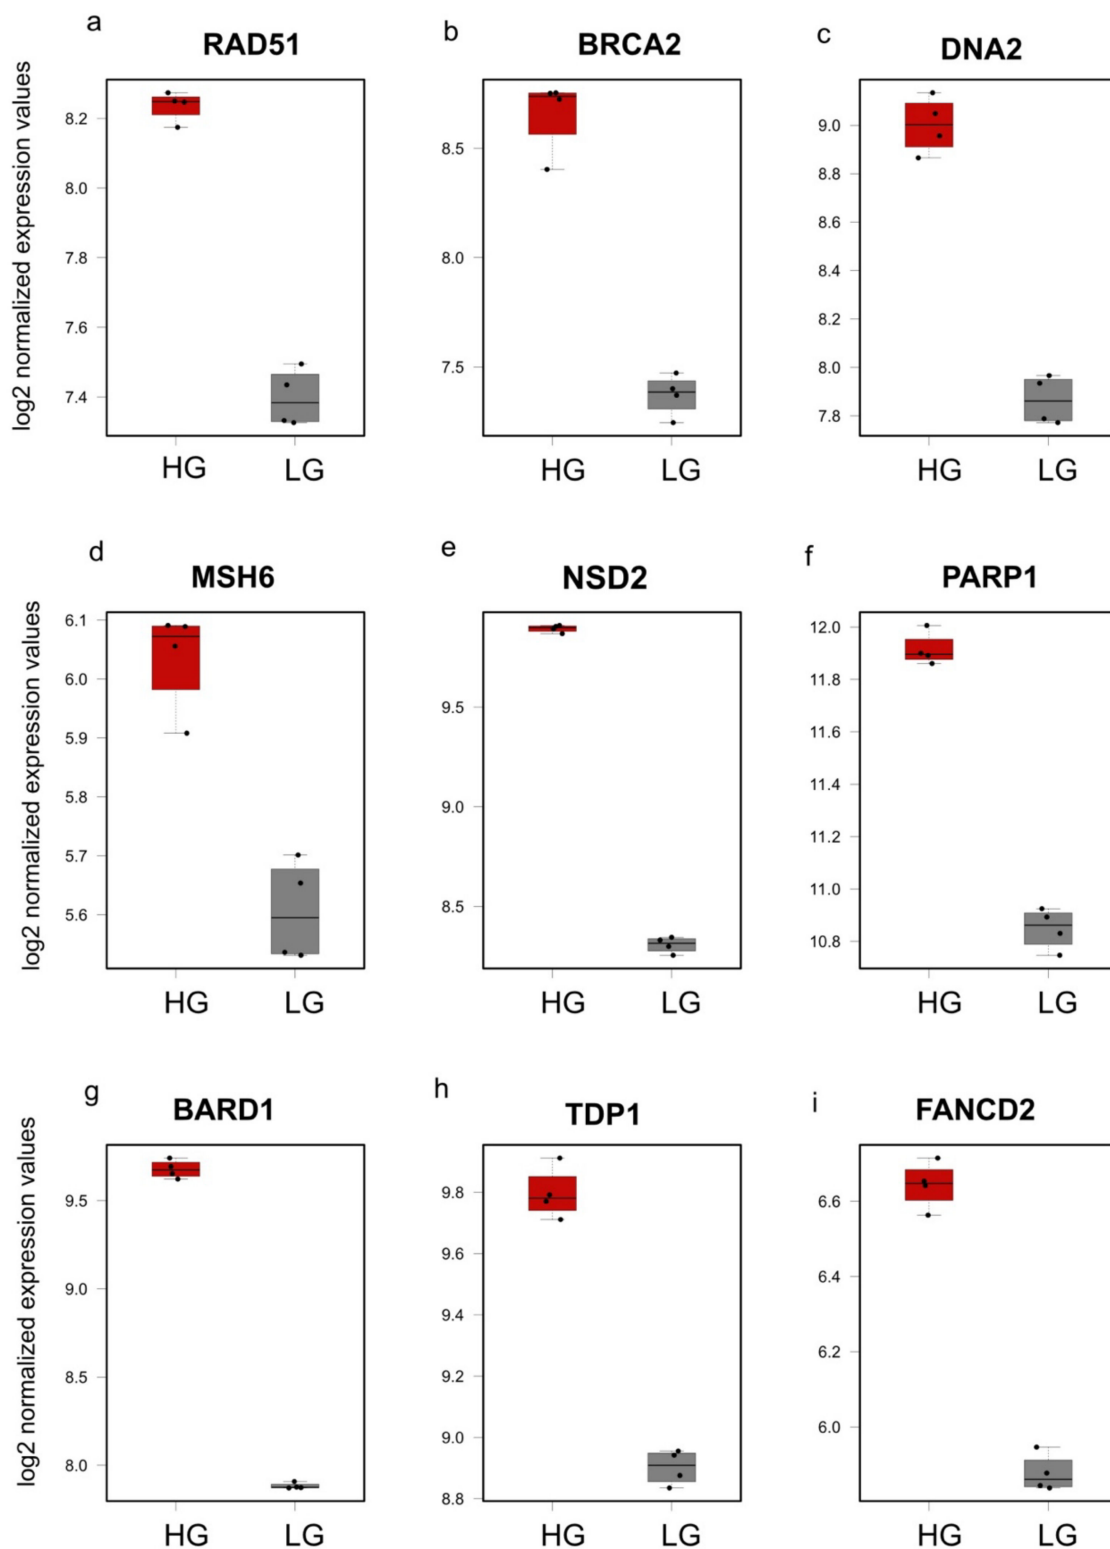 a RAD51
b BRCA2
c DNA2
log2 normalized expression values
8.2
8.0
7.8
7.6
7.4
HG LG
8.5
8.0
7.5
HG LG
9.0
8.8
8.6
8.4
8.2
8.0
7.8
HG LG
d MSH6
e NSD2
f PARP1
log2 normalized expression values
6.1
6.0
5.9
5.8
5.7
5.6
HG LG
9.5
9.0
8.5
HG LG
12.0
11.8
11.6
11.4
11.2
11.0
10.8
HG LG
g BARD1
h TDP1
i FANCD2
log2 normalized expression values
9.5
9.0
8.5
8.0
HG LG
9.8
9.6
9.4
9.2
9.0
8.8
HG LG
6.6
6.4
6.2
6.0
HG LG